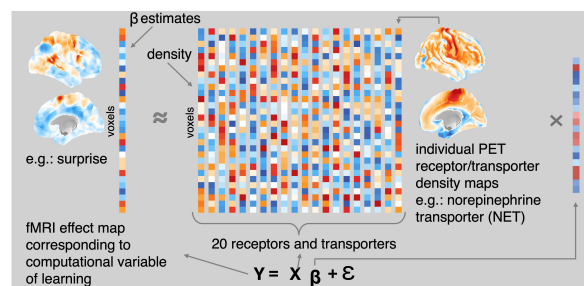 β estimates
density
voxels
≈
voxels
×
e.g.: surprise
individual PET
receptor/transporter
density maps
e.g.: norepinephrine
transporter (NET)
fMRI effect map
corresponding to
computational variable
of learning
20 receptors and transporters
Y = X β + Ɛ